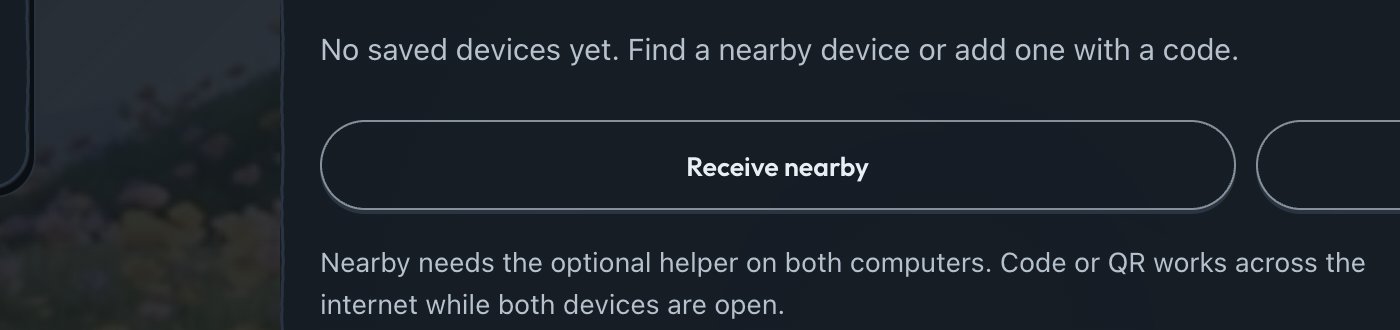 No saved devices yet. Find a nearby device or add one with a code.
Receive nearby
Nearby needs the optional helper on both computers. Code or QR works across the
internet while both devices are open.